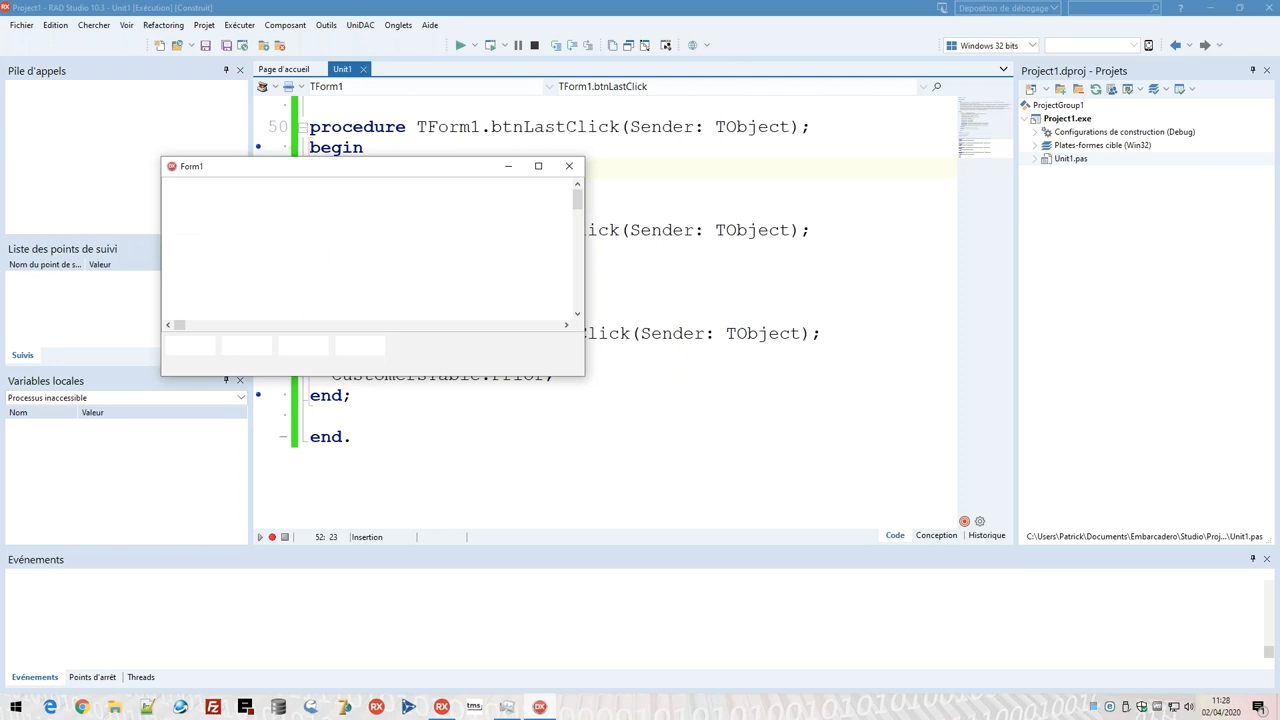 Project1 - RAD Studio 10.3 - Unit1 [Exécution] [Construit]
Disposition de débogage
Fichier Edition Chercher Voir Refactoring Projet Exécuter Composant Outils UniDAC Onglets Aide
Windows 32 bits
Pile d'appels
Page d'accueil Unit1
Project1.dproj - Projets
TForm1 TForm1.btnLastClick
ProjectGroup1
Project1.exe
procedure TForm1.btnLastClick(Sender: TObject);
Configurations de construction (Debug)
begin
Plates-formes cible (Win32)
Unit1.pas
Form1
lick(Sender: TObject);
Liste des points de suivi
Nom du point de s... Valeur
Click(Sender: TObject);
Suivis
CustomersTable.Prior;
Variables locales
end;
Processus inaccessible
Nom Valeur
end.
52: 23 Insertion
Code Conception Historique
C:\Users\Patrick\Documents\Embarcadero\Studio\Proj...\Unit1.pas
Evénements
Evénements Points d'arrêt Threads
tms
11:28
02/04/2020